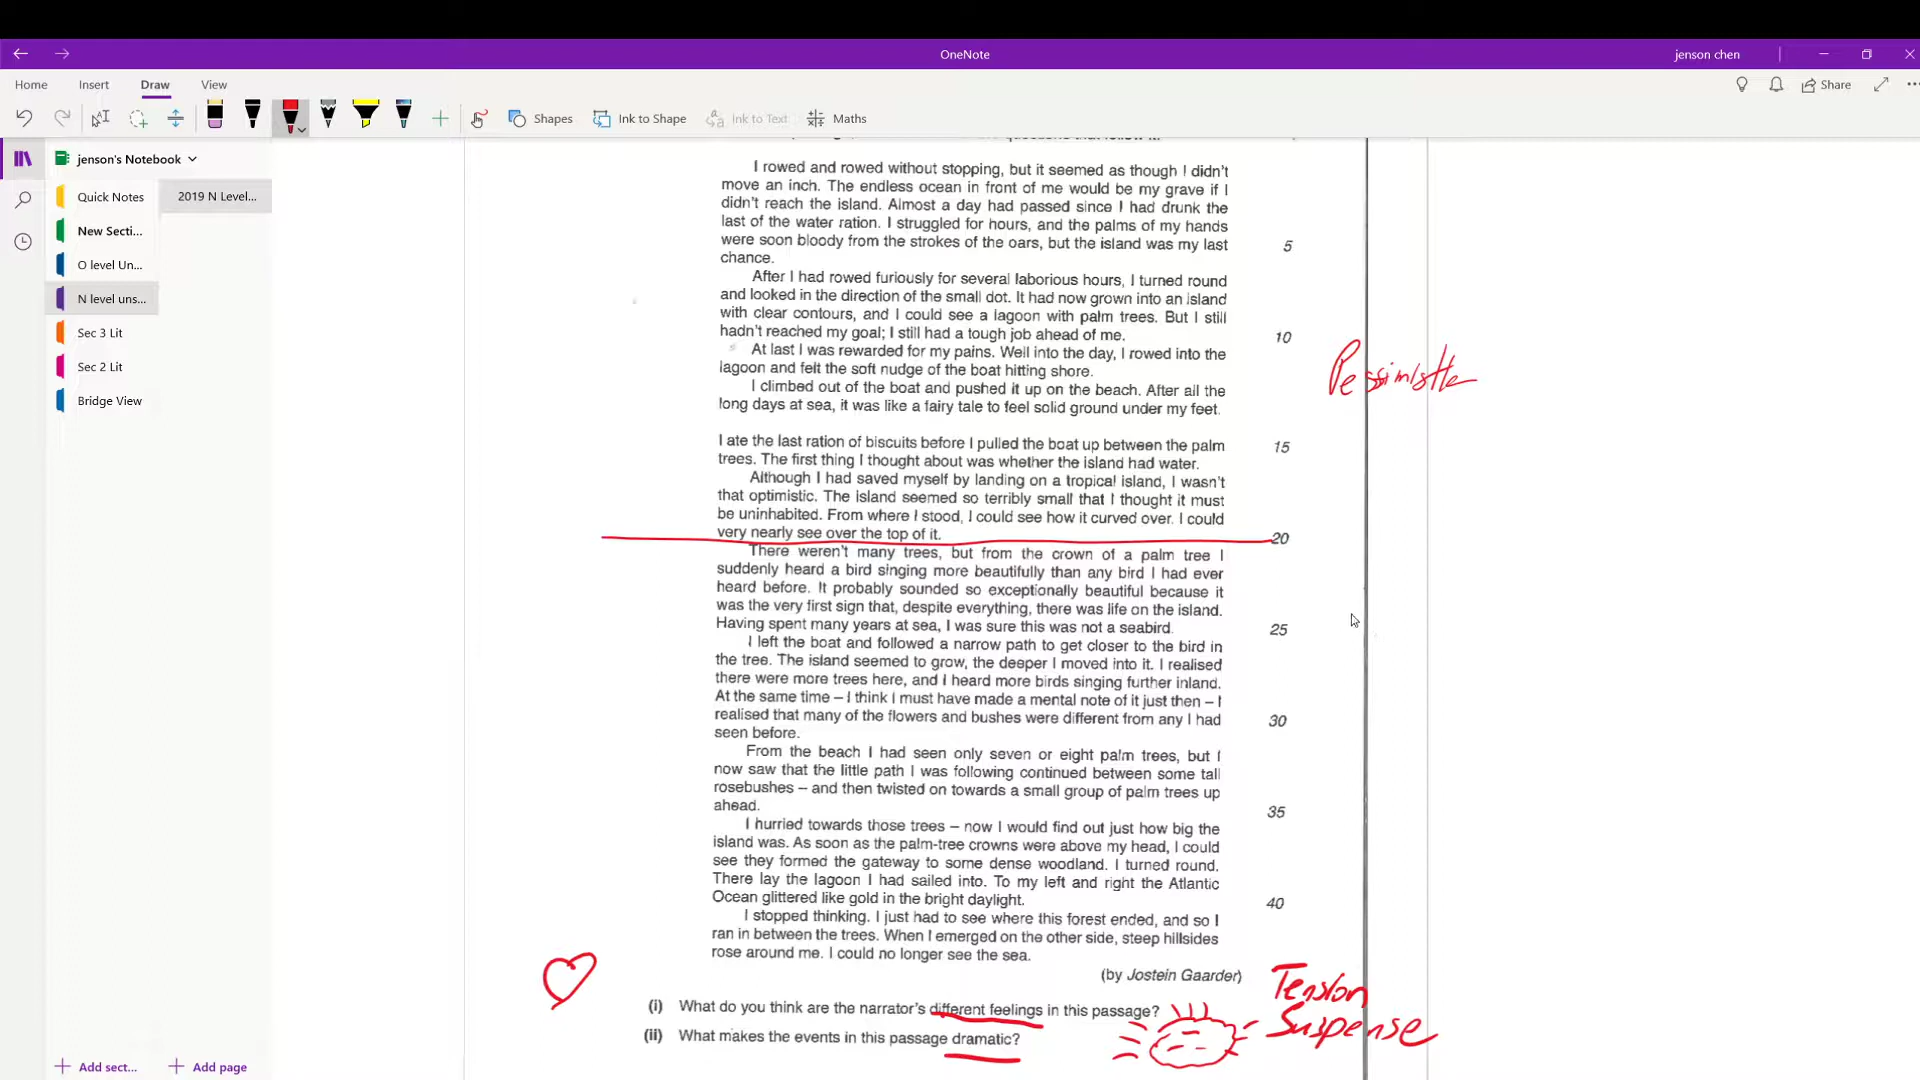 OneNote
jenson chen
Home
Insert
Draw
View
Share
Shapes
Ink to Shape
Ink to Text
Maths
jenson's Notebook
Quick Notes
New Secti...
O level Un...
N level uns...
Sec 3 Lit
Sec 2 Lit
Bridge View
2019 N Level...
I rowed and rowed without stopping, but it seemed as though I didn't
move an inch. The endless ocean in front of me would be my grave if I
didn't reach the island. Almost a day had passed since I had drunk the
last of the water ration. I struggled for hours, and the palms of my hands
were soon bloody from the strokes of the oars, but the island was my last 5
chance.
After I had rowed furiously for several laborious hours, I turned round
and looked in the direction of the small dot. It had now grown into an island
with clear contours, and I could see a lagoon with palm trees. But I still
hadn't reached my goal; I still had a tough job ahead of me. 10
At last I was rewarded for my pains. Well into the day, I rowed into the
lagoon and felt the soft nudge of the boat hitting shore.
I climbed out of the boat and pushed it up on the beach. After all the
long days at sea, it was like a fairy tale to feel solid ground under my feet.
I ate the last ration of biscuits before I pulled the boat up between the palm 15
trees. The first thing I thought about was whether the island had water.
Although I had saved myself by landing on a tropical island, I wasn't
that optimistic. The island seemed so terribly small that I thought it must
be uninhabited. From where I stood, I could see how it curved over. I could
very nearly see over the top of it. 20
There weren't many trees, but from the crown of a palm tree I
suddenly heard a bird singing more beautifully than any bird I had ever
heard before. It probably sounded so exceptionally beautiful because it
was the very first sign that, despite everything, there was life on the island.
Having spent many years at sea, I was sure this was not a seabird. 25
I left the boat and followed a narrow path to get closer to the bird in
the tree. The island seemed to grow, the deeper I moved into it. I realised
there were more trees here, and I heard more birds singing further inland.
At the same time – I think I must have made a mental note of it just then – I
realised that many of the flowers and bushes were different from any I had 30
seen before.
From the beach I had seen only seven or eight palm trees, but I
now saw that the little path I was following continued between some tall
rosebushes – and then twisted on towards a small group of palm trees up
ahead. 35
I hurried towards those trees – now I would find out just how big the
island was. As soon as the palm-tree crowns were above my head, I could
see they formed the gateway to some dense woodland. I turned round.
There lay the lagoon I had sailed into. To my left and right the Atlantic
Ocean glittered like gold in the bright daylight. 40
I stopped thinking. I just had to see where this forest ended, and so I
ran in between the trees. When I emerged on the other side, steep hillsides
rose around me. I could no longer see the sea.
(by Jostein Gaarder)
(i) What do you think are the narrator's different feelings in this passage?
(ii) What makes the events in this passage dramatic?
Pessimistic
Tension
Suspense
Add sect...
Add page